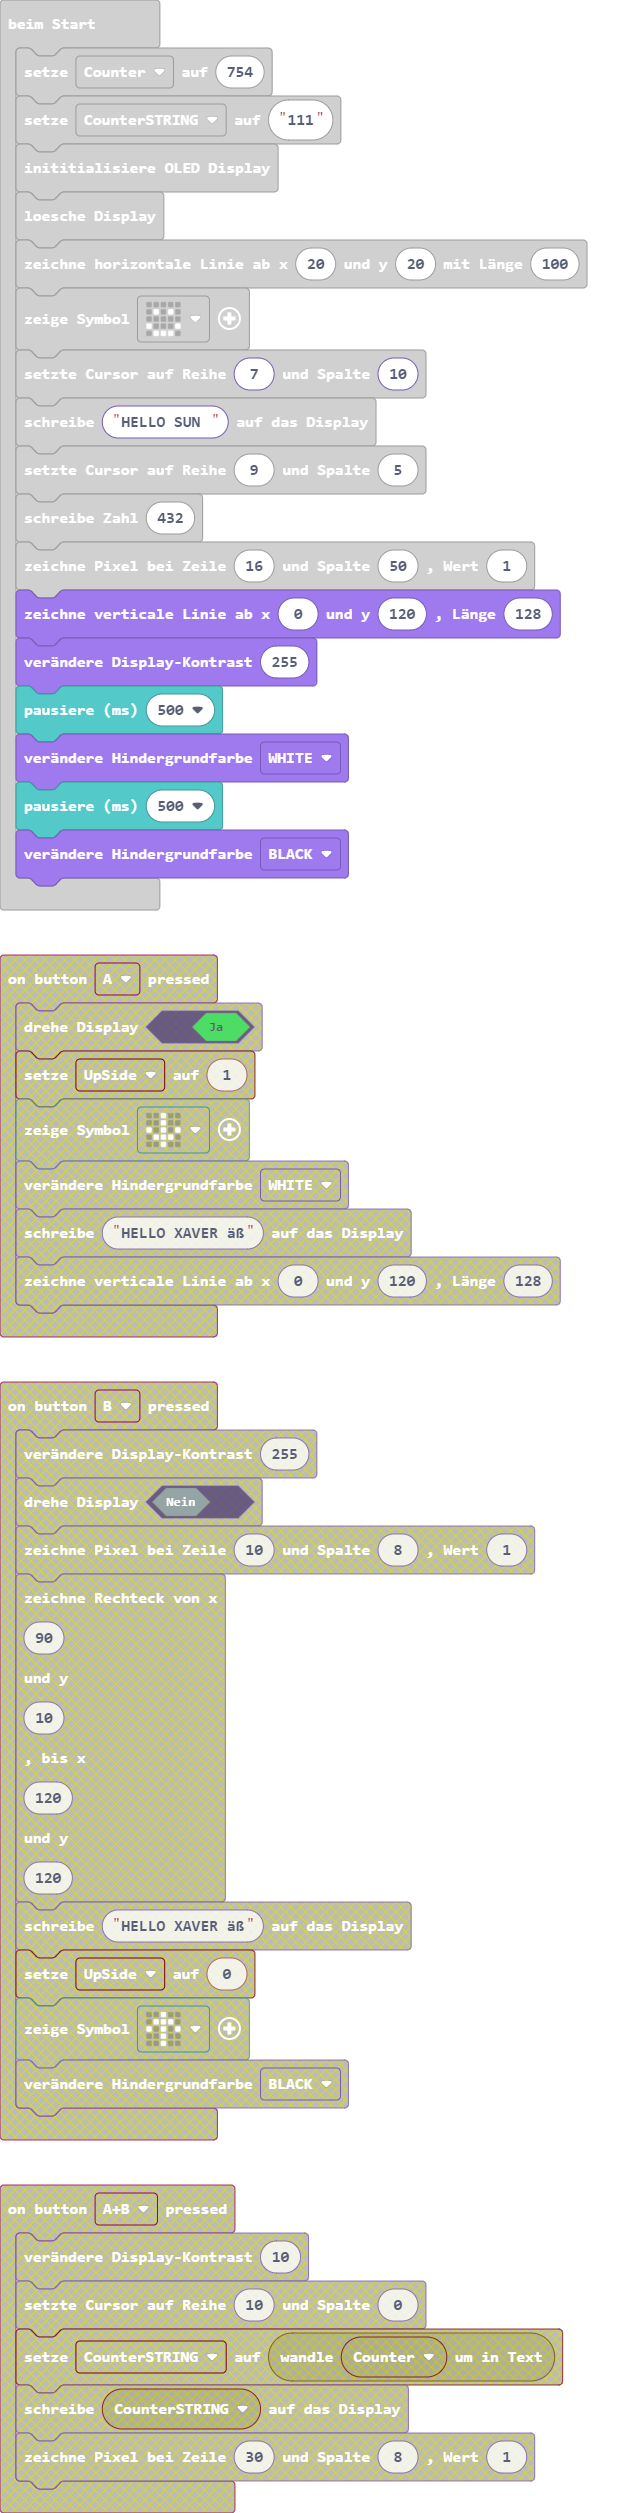 beim Start
setze Counter auf 754
setze CounterSTRING auf "111"
inititialisiere OLED Display
loesche Display
zeichne horizontale Linie ab x 20 und y 20 mit Länge 100
zeige Symbol
setzte Cursor auf Reihe 7 und Spalte 10
schreibe "HELLO SUN " auf das Display
setzte Cursor auf Reihe 9 und Spalte 5
schreibe Zahl 432
zeichne Pixel bei Zeile 16 und Spalte 50 , Wert 1
zeichne verticale Linie ab x 0 und y 120 , Länge 128
verändere Display-Kontrast 255
pausiere (ms) 500
verändere Hindergrundfarbe WHITE
pausiere (ms) 500
verändere Hindergrundfarbe BLACK
on button A pressed
drehe Display Ja
setze UpSide auf 1
zeige Symbol
verändere Hindergrundfarbe WHITE
schreibe "HELLO XAVER äß" auf das Display
zeichne verticale Linie ab x 0 und y 120 , Länge 128
on button B pressed
verändere Display-Kontrast 255
drehe Display Nein
zeichne Pixel bei Zeile 10 und Spalte 8 , Wert 1
zeichne Rechteck von x
90
und y
10
, bis x
120
und y
120
schreibe "HELLO XAVER äß" auf das Display
setze UpSide auf 0
zeige Symbol
verändere Hindergrundfarbe BLACK
on button A+B pressed
verändere Display-Kontrast 10
setzte Cursor auf Reihe 10 und Spalte 0
setze CounterSTRING auf wandle Counter um in Text
schreibe CounterSTRING auf das Display
zeichne Pixel bei Zeile 30 und Spalte 8 , Wert 1